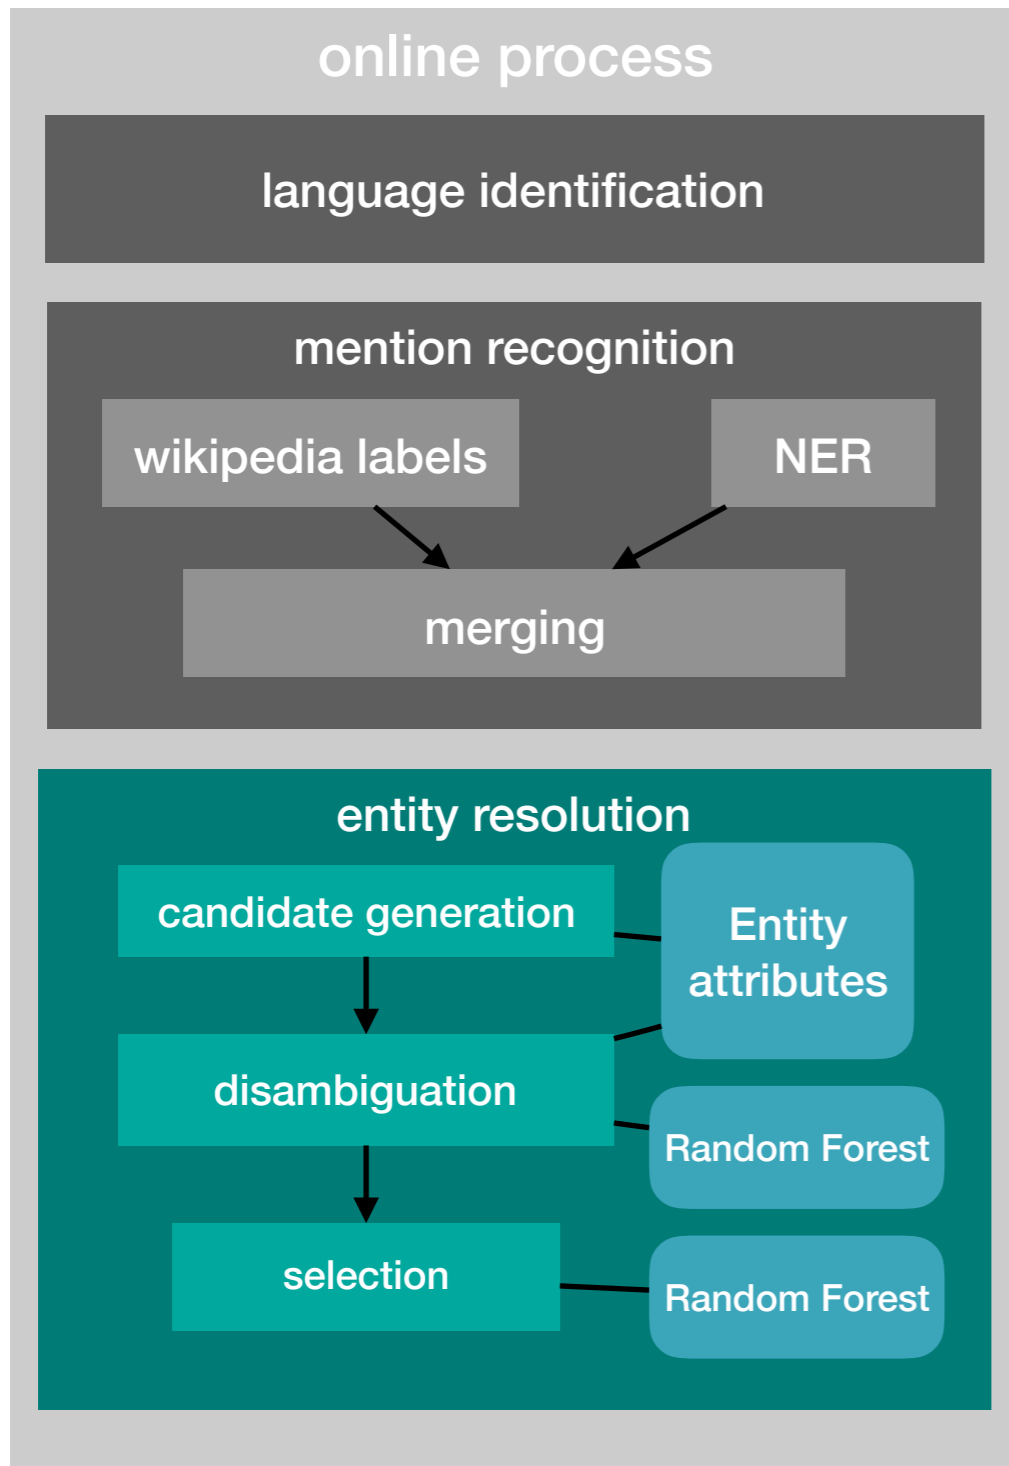 online process
language identification
mention recognition
wikipedia labels
NER
merging
entity resolution
candidate generation
Entity
attributes
disambiguation
Random Forest
selection
Random Forest